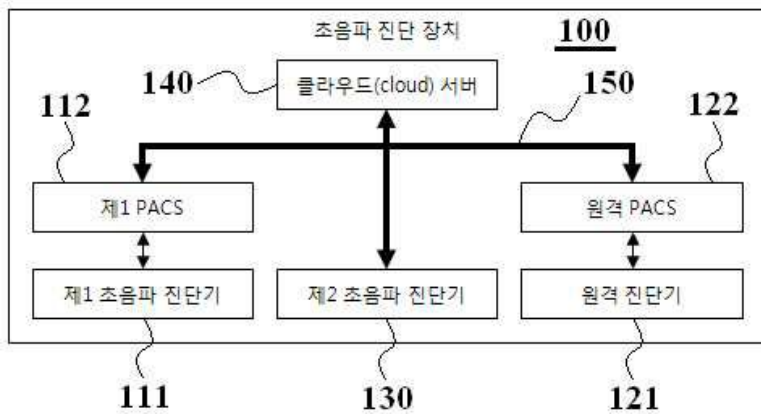 초음파 진단 장치
100
140
클라우드(cloud) 서버
150
112
122
제1 PACS
원격 PACS
제1 초음파 진단기
제2 초음파 진단기
원격 진단기
111
130
121